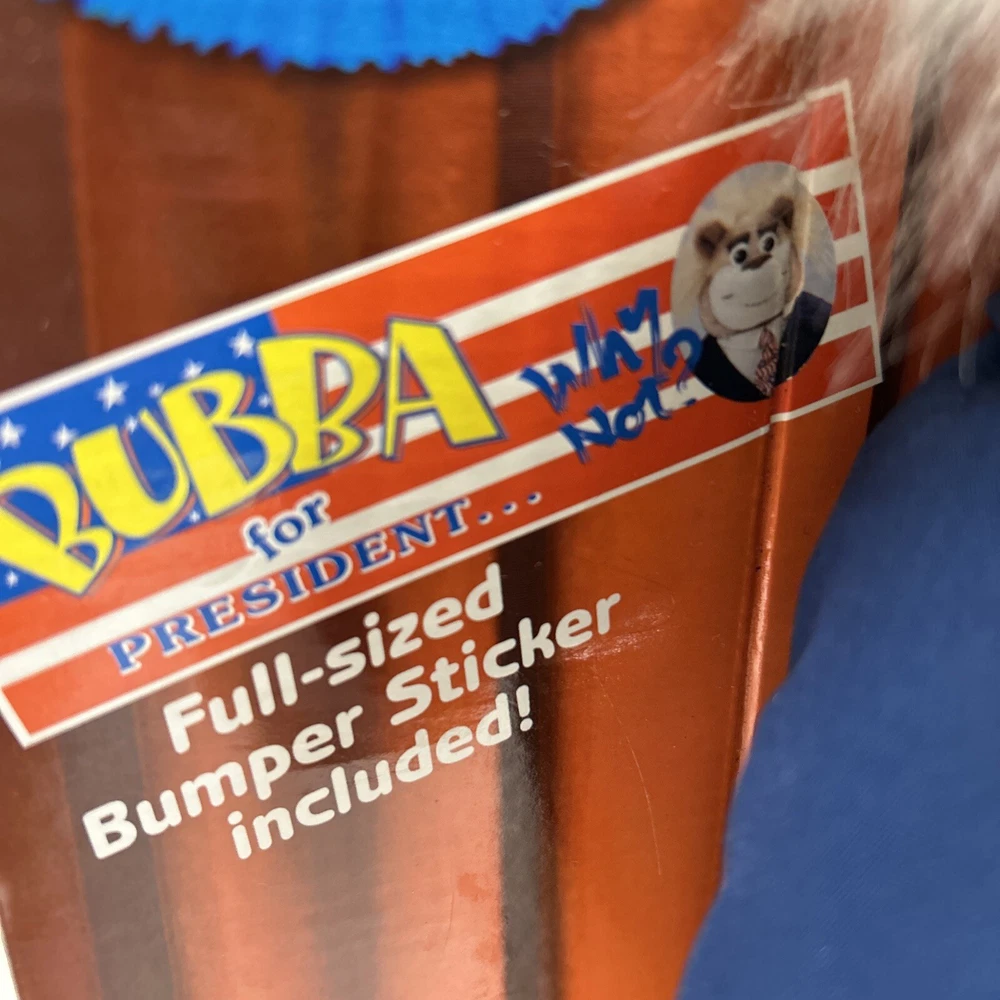 BUBBA
for
PRESIDENT...
Why
Not?
Full-sized
Bumper Sticker
included!